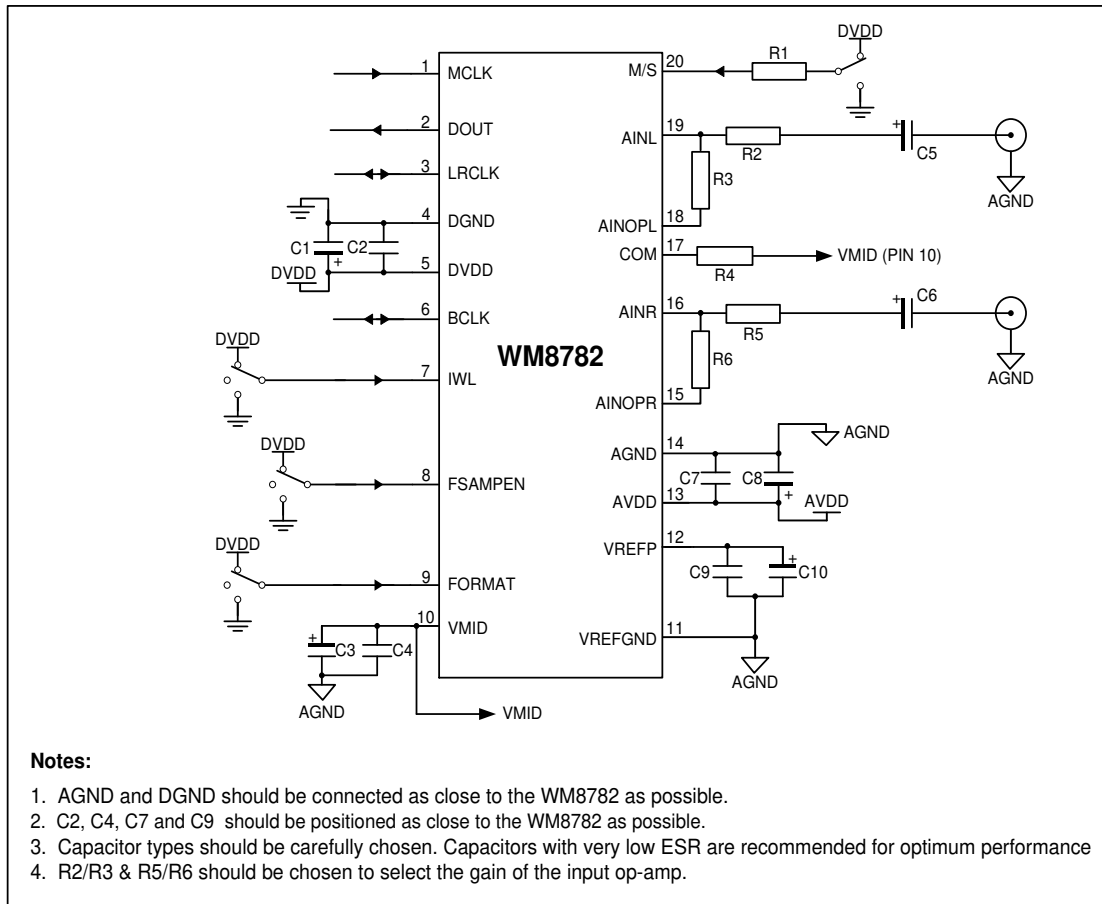 DVDD
R1
20
M/S
1
MCLK
2
DOUT
19
AINL
R2
C5
+
AGND
3
LRCLK
R3
4
DGND
18
AINOPL
C1
C2
+
DVDD
5
DVDD
17
COM
R4
VMID (PIN 10)
6
BCLK
16
AINR
R5
C6
+
AGND
WM8782
R6
DVDD
7
IWL
15
AINOPR
14
AGND
AGND
DVDD
8
FSAMPEN
C7
C8
+
13
AVDD
AVDD
12
VREFP
C9
C10
+
DVDD
9
FORMAT
10
VMID
C3
+
C4
11
VREFGND
AGND
AGND
VMID
Notes:
1. AGND and DGND should be connected as close to the WM8782 as possible.
2. C2, C4, C7 and C9 should be positioned as close to the WM8782 as possible.
3. Capacitor types should be carefully chosen. Capacitors with very low ESR are recommended for optimum performance
4. R2/R3 & R5/R6 should be chosen to select the gain of the input op-amp.